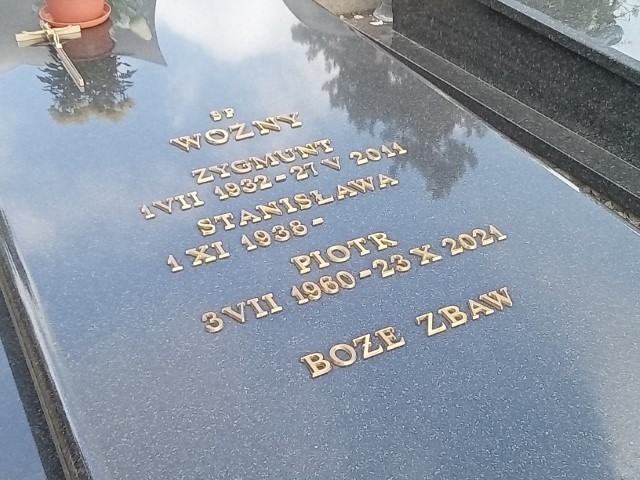 ŚP
WOŹNY
ZYGMUNT
1 VII 1932 - 27 V 2011
STANISŁAWA
1 XI 1938 -
PIOTR
3 VII 1960 - 23 X 2021
BOŻE ZBAW